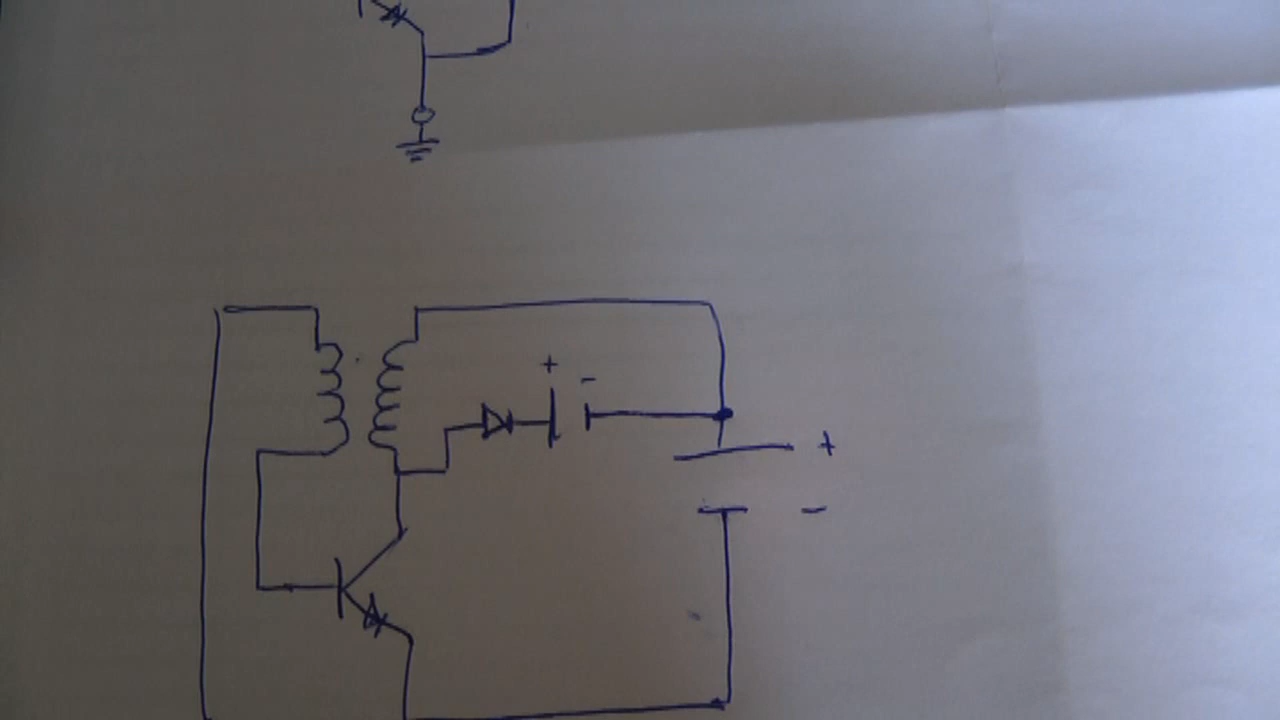 + -
+
-